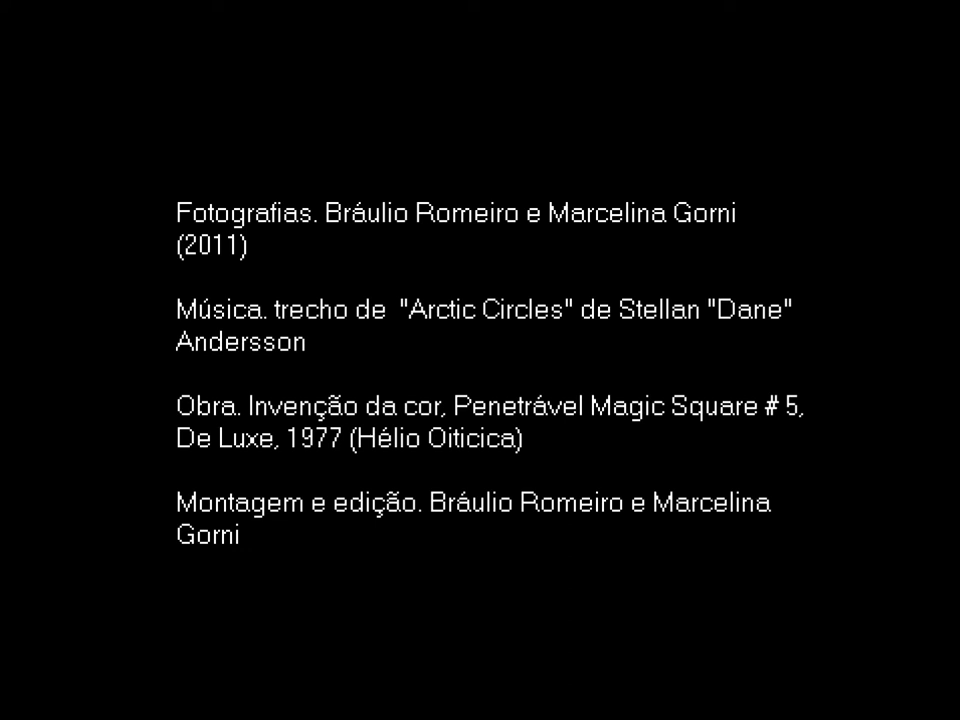 Fotografias. Bráulio Romeiro e Marcelina Gorni
(2011)
Música. trecho de "Arctic Circles" de Stellan "Dane"
Andersson
Obra. Invenção da cor, Penetrável Magic Square # 5,
De Luxe, 1977 (Hélio Oiticica)
Montagem e edição. Bráulio Romeiro e Marcelina
Gorni